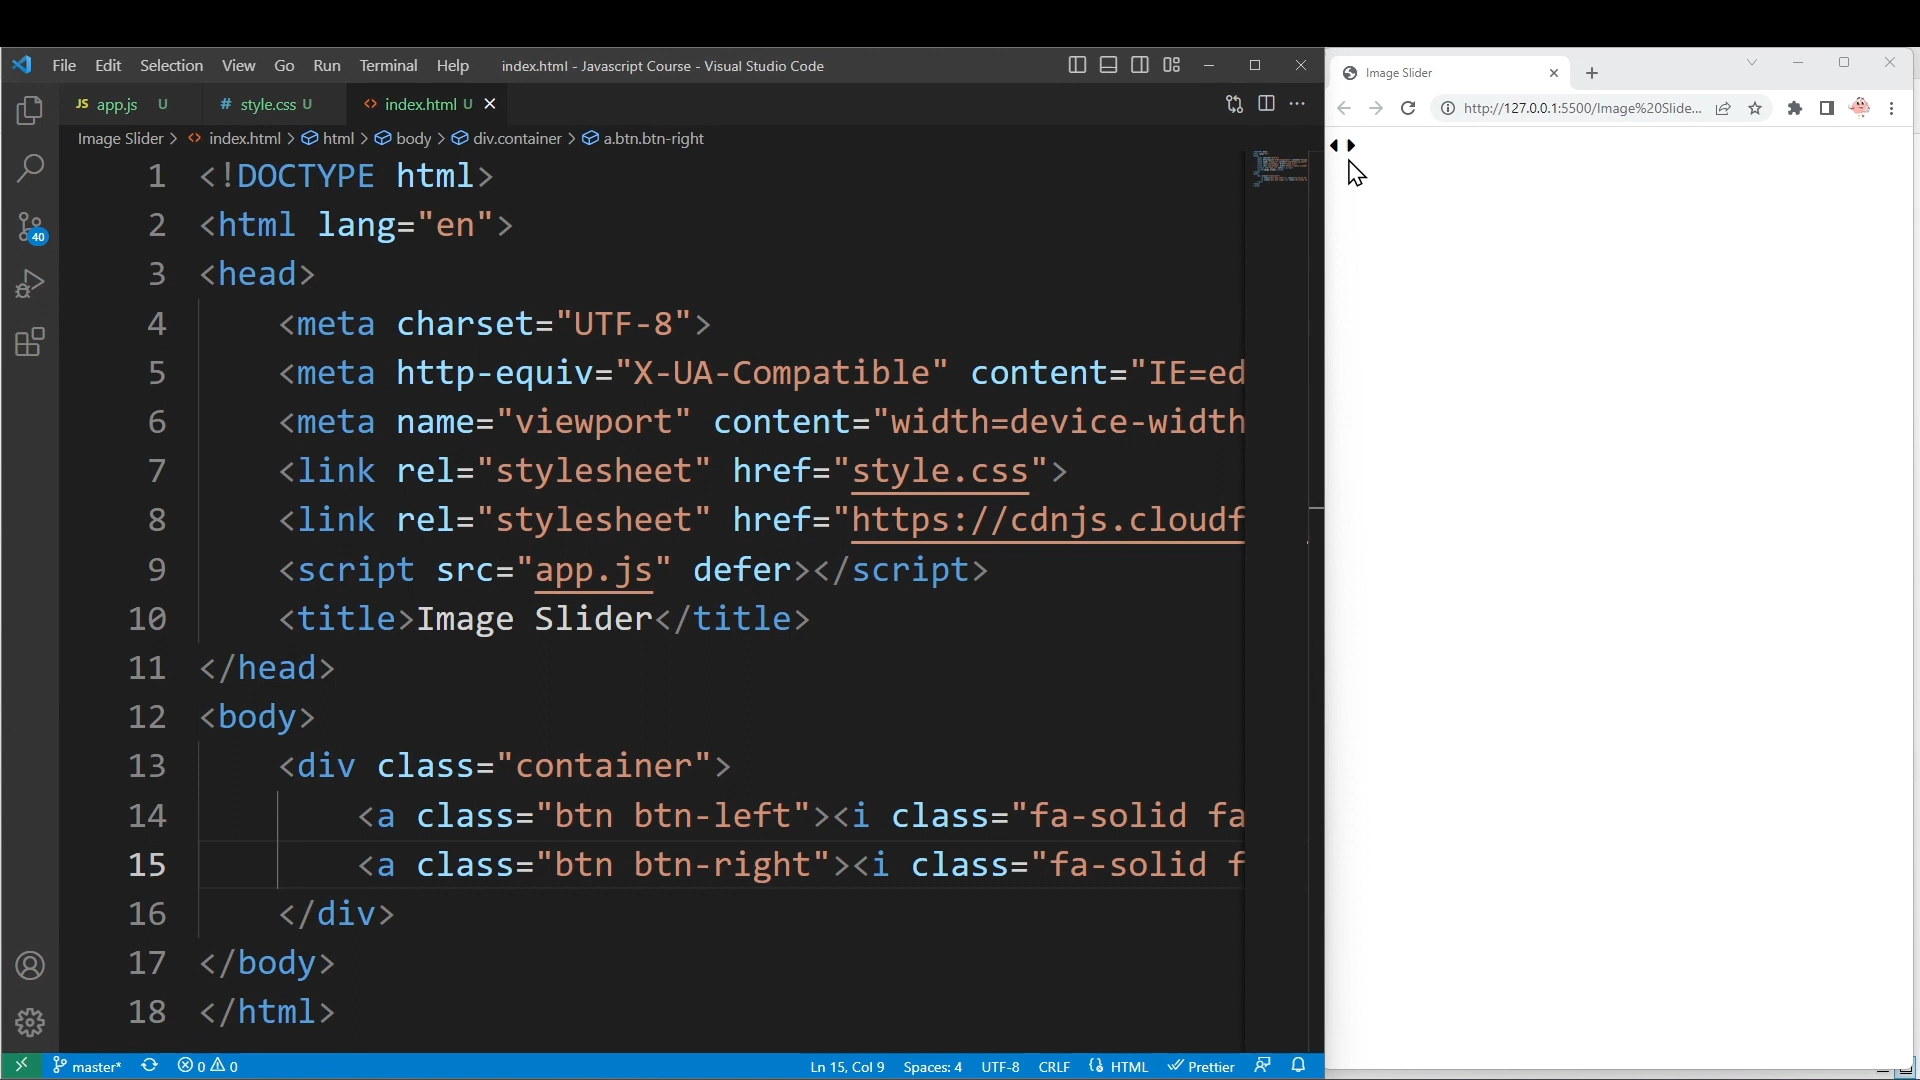 File Edit Selection View Go Run Terminal Help index.html - Javascript Course - Visual Studio Code
JS app.js U # style.css U <> index.html U
Image Slider > <> index.html > html > body > div.container > a.btn.btn-right
1 <!DOCTYPE html>
2 <html lang="en">
3 <head>
4 <meta charset="UTF-8">
5 <meta http-equiv="X-UA-Compatible" content="IE=ed
6 <meta name="viewport" content="width=device-width
7 <link rel="stylesheet" href="style.css">
8 <link rel="stylesheet" href="https://cdnjs.cloudf
9 <script src="app.js" defer></script>
10 <title>Image Slider</title>
11 </head>
12 <body>
13 <div class="container">
14 <a class="btn btn-left"><i class="fa-solid fa
15 <a class="btn btn-right"><i class="fa-solid f
16 </div>
17 </body>
18 </html>
40
master* 0 0 Ln 15, Col 9 Spaces: 4 UTF-8 CRLF HTML Prettier
Image Slider
http://127.0.0.1:5500/Image%20Slide...